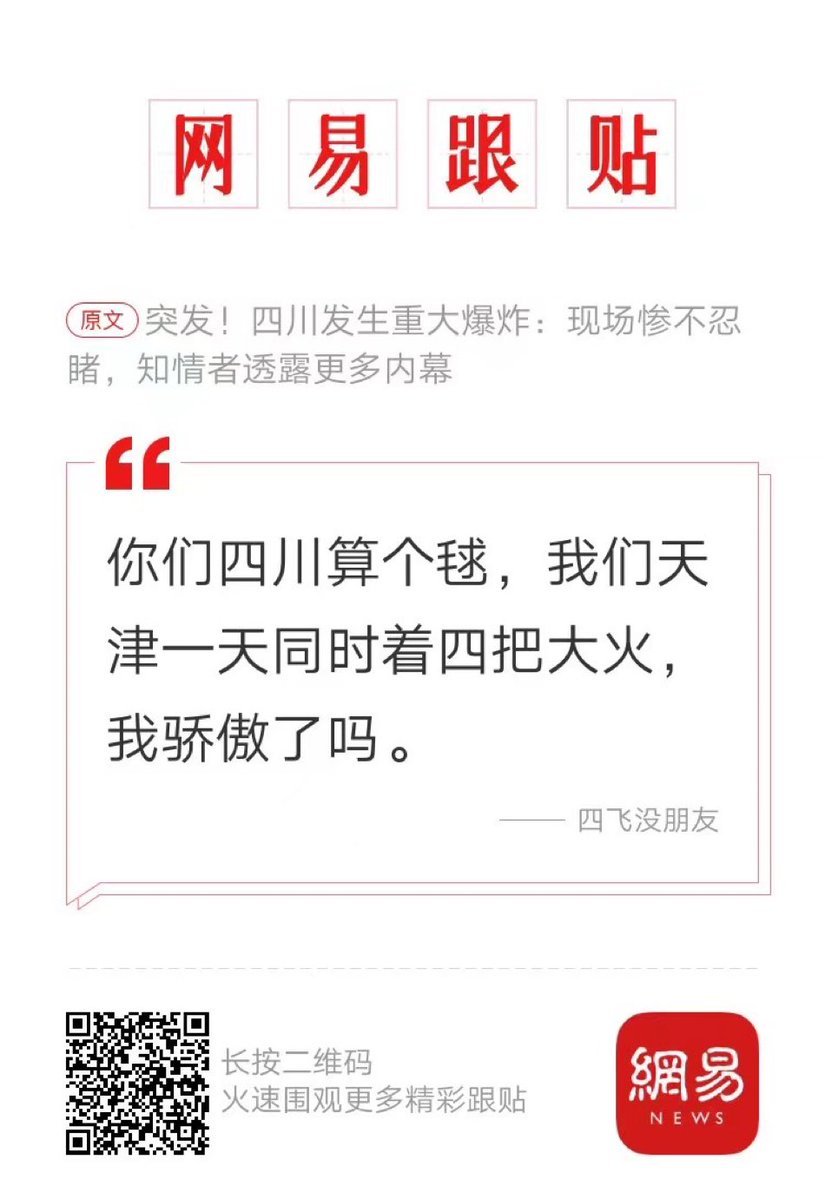 网易跟贴
原文 突发！四川发生重大爆炸：现场惨不忍
睹，知情者透露更多内幕
你们四川算个毬，我们天
津一天同时着四把大火，
我骄傲了吗。
—— 四飞没朋友
长按二维码
火速围观更多精彩跟贴
網易
NEWS